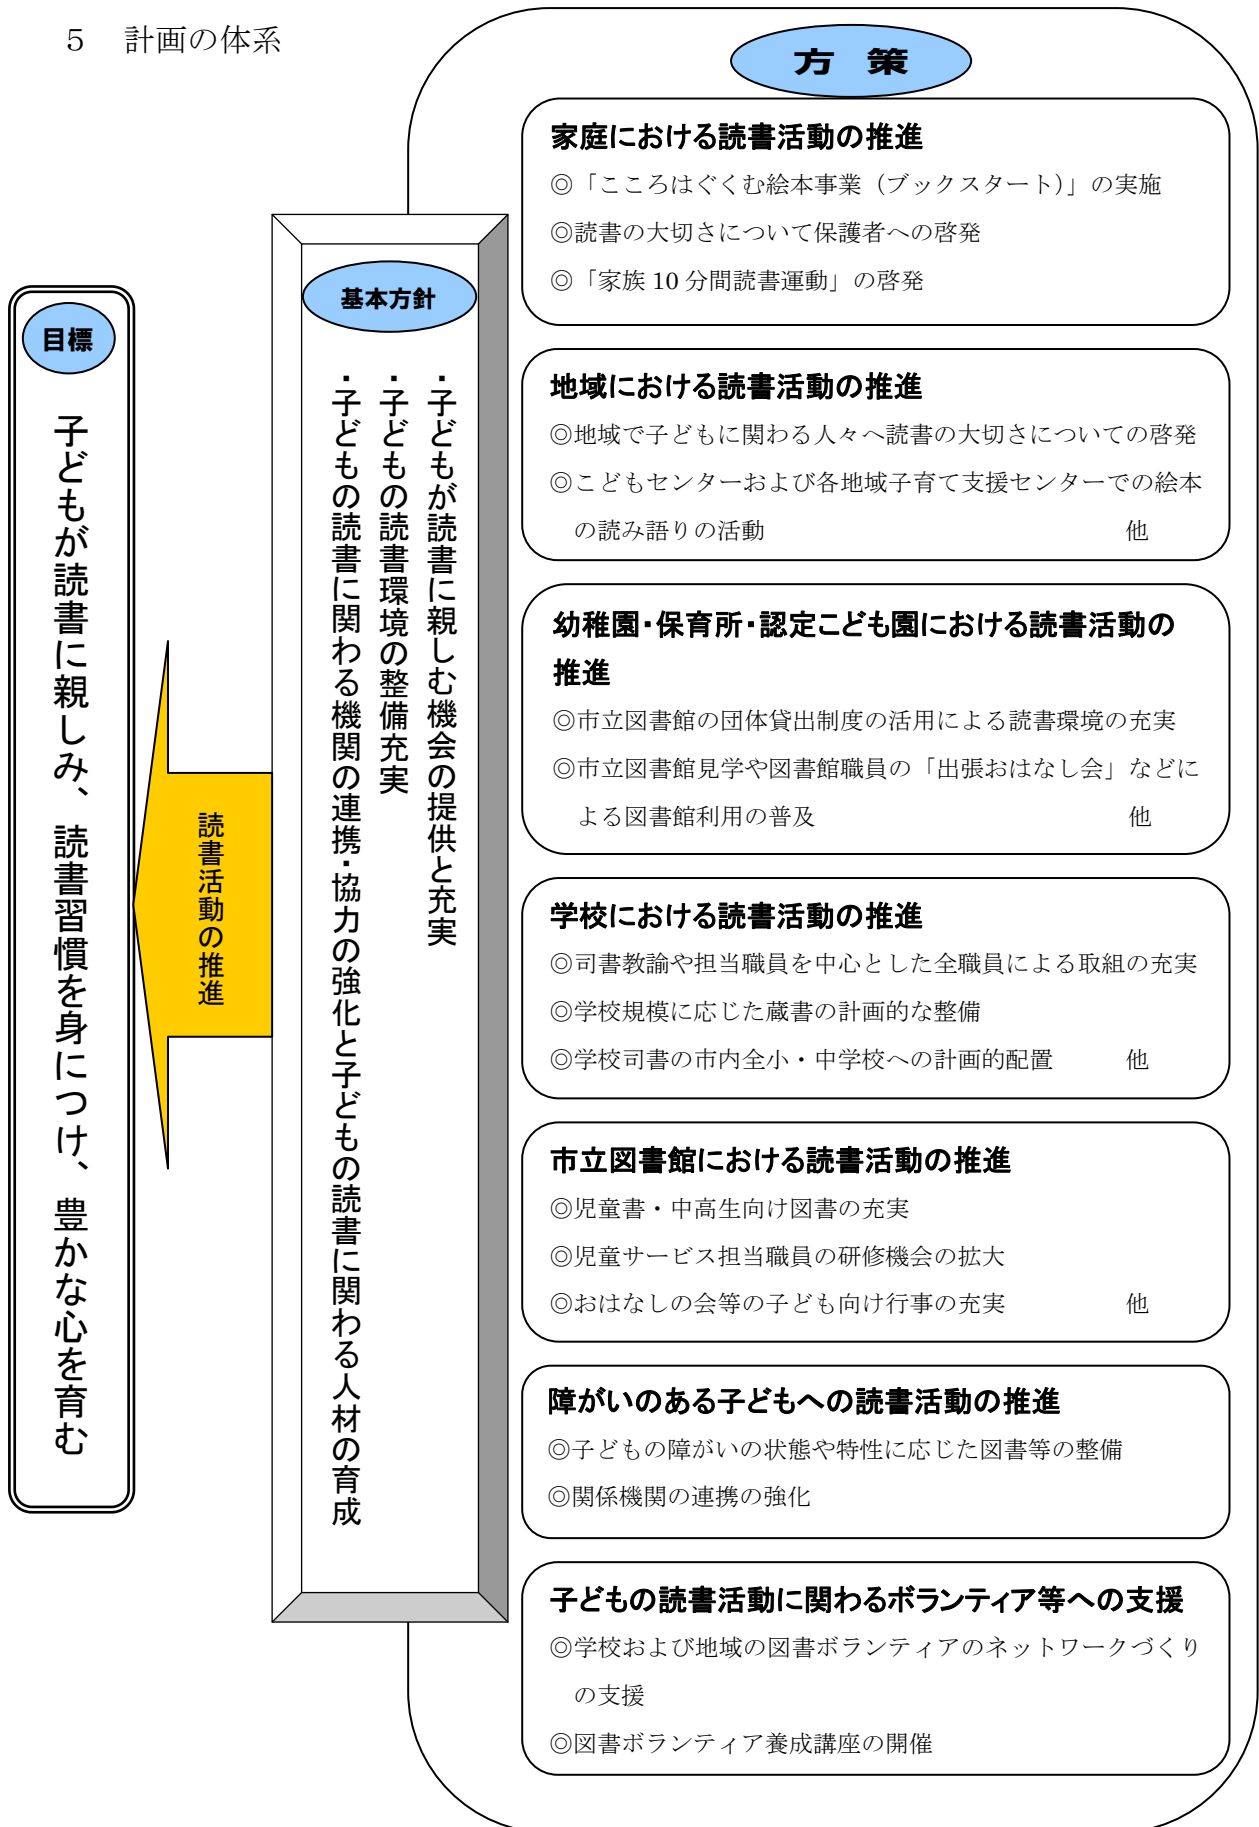 ５　計画の体系
方　策
家庭における読書活動の推進
◎「こころはぐくむ絵本事業（ブックスタート）」の実施
◎読書の大切さについて保護者への啓発
◎「家族 10 分間読書運動」の啓発
地域における読書活動の推進
◎地域で子どもに関わる人々へ読書の大切さについての啓発
◎こどもセンターおよび各地域子育て支援センターでの絵本
の読み語りの活動　他
幼稚園・保育所・認定こども園における読書活動の
推進
◎市立図書館の団体貸出制度の活用による読書環境の充実
◎市立図書館見学や図書館職員の「出張おはなし会」などに
よる図書館利用の普及　他
学校における読書活動の推進
◎司書教諭や担当職員を中心とした全職員による取組の充実
◎学校規模に応じた蔵書の計画的な整備
◎学校司書の市内全小・中学校への計画的配置　他
市立図書館における読書活動の推進
◎児童書・中高生向け図書の充実
◎児童サービス担当職員の研修機会の拡大
◎おはなしの会等の子ども向け行事の充実　他
障がいのある子どもへの読書活動の推進
◎子どもの障がいの状態や特性に応じた図書等の整備
◎関係機関の連携の強化
子どもの読書活動に関わるボランティア等への支援
◎学校および地域の図書ボランティアのネットワークづくり
の支援
◎図書ボランティア養成講座の開催
基本方針
・子どもが読書に親しむ機会の提供と充実
・子どもの読書環境の整備充実
・子どもの読書に関わる機関の連携・協力の強化と子どもの読書に関わる人材の育成
読書活動の推進
目標
子どもが読書に親しみ、読書習慣を身につけ、豊かな心を育む